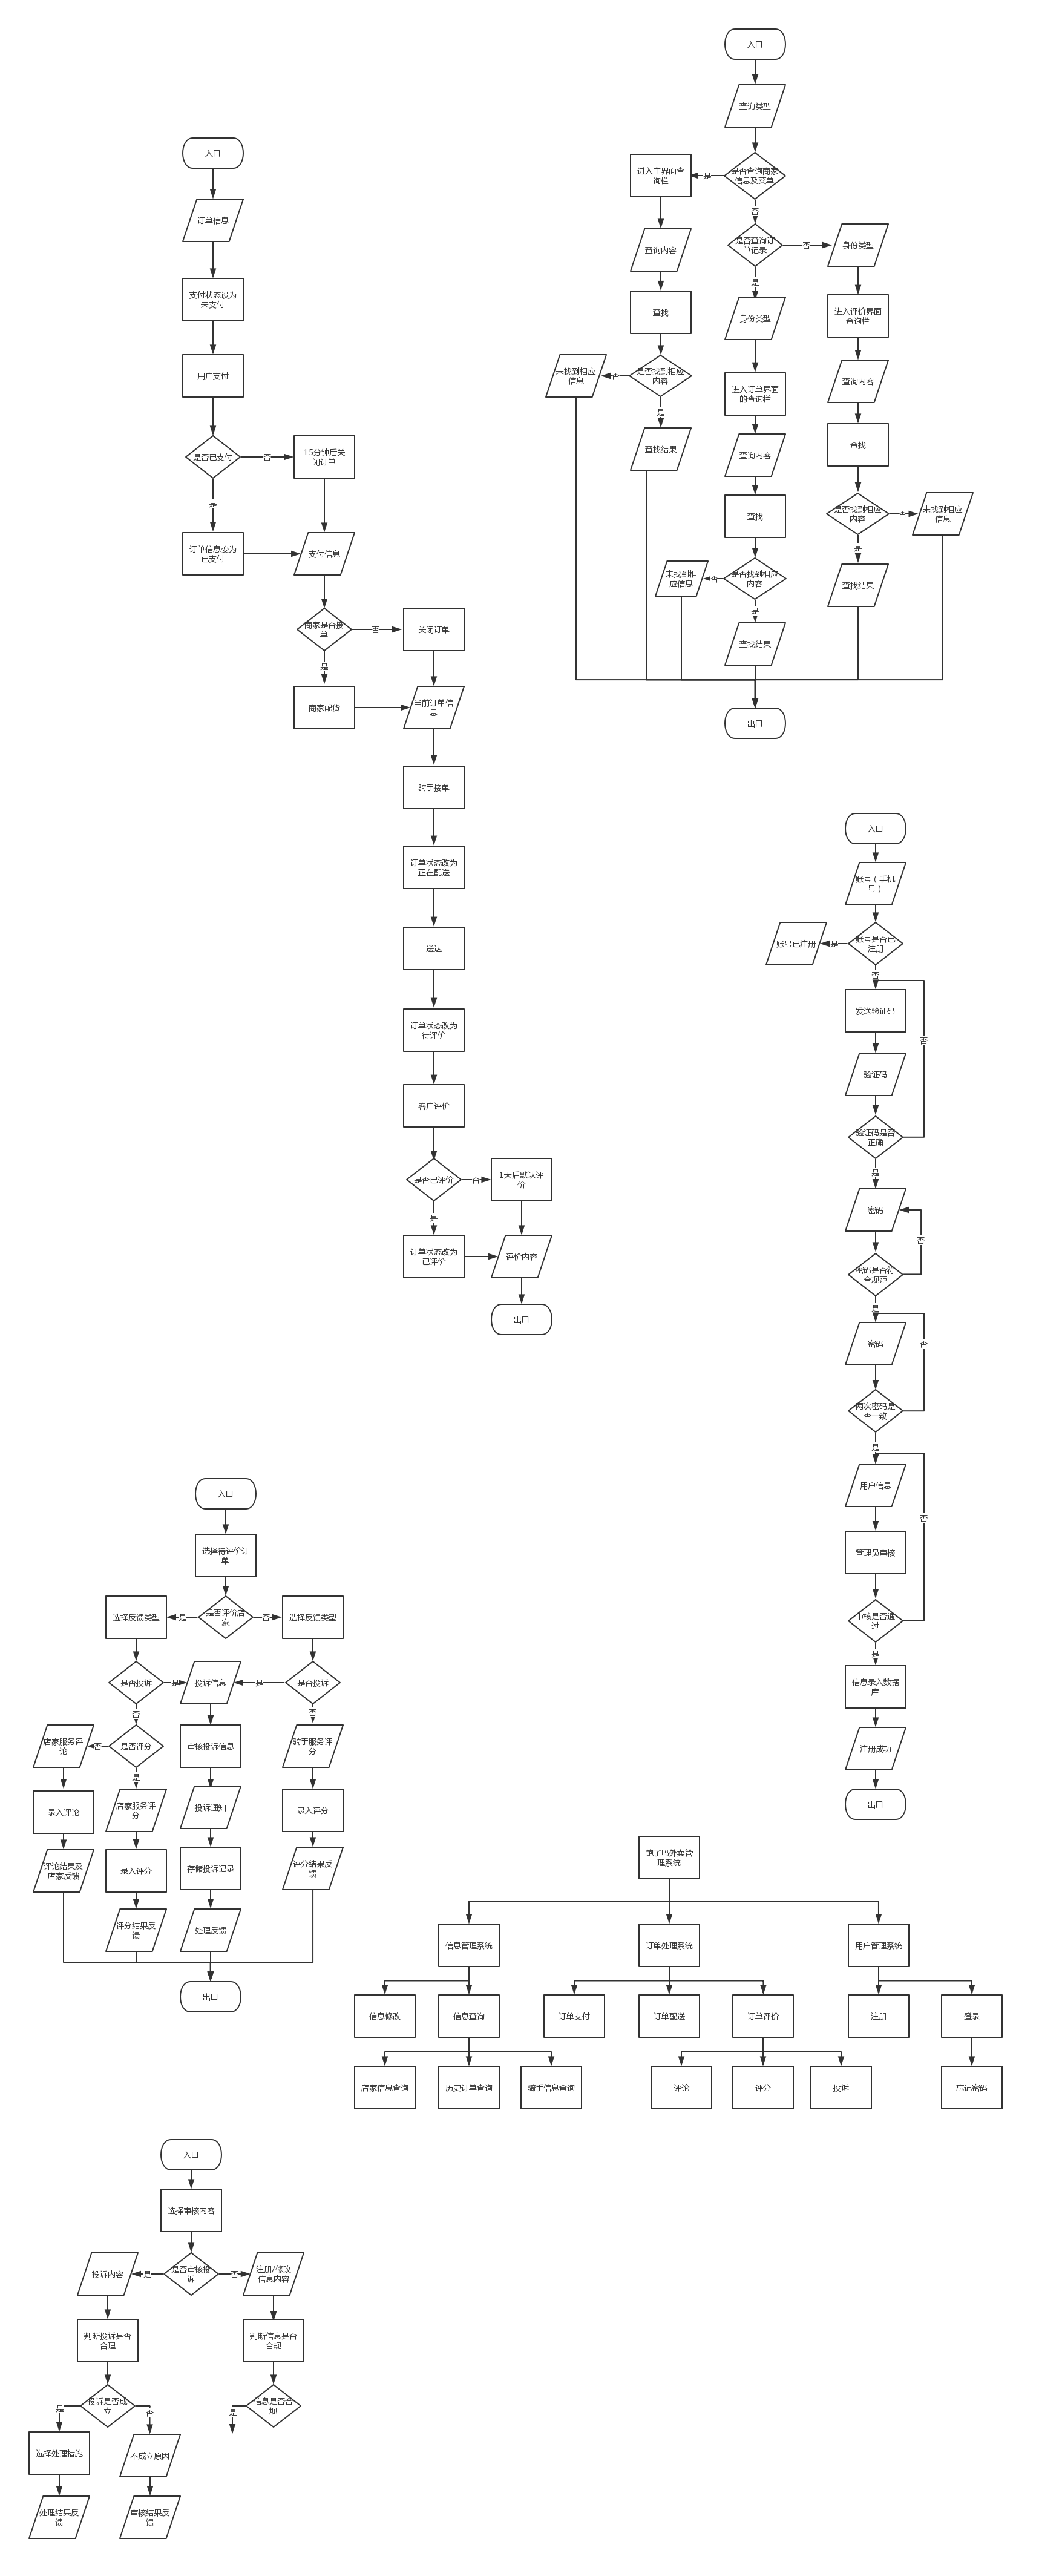 入口
订单信息
支付状态设为
未支付
用户支付
是否已支付
否
15分钟后关
闭订单
是
订单信息变为
已支付
支付信息
商家是否接
单
否
关闭订单
是
商家配货
当前订单信
息
骑手接单
订单状态改为
正在配送
送达
订单状态改为
待评价
客户评价
是否已评价
否
1天后默认评
价
是
订单状态改为
已评价
评价内容
出口
入口
查询类型
是否查询商家
信息及菜单
是
进入主界面查
询栏
查询内容
查找
是否找到相应
内容
否
未找到相应
信息
是
查找结果
否
是否查询订
单记录
是
身份类型
进入订单界面
的查询栏
查询内容
查找
是否找到相应
内容
否
未找到相
应信息
是
查找结果
否
身份类型
进入评价界面
查询栏
查询内容
查找
是否找到相应
内容
否
未找到相应
信息
是
查找结果
出口
入口
账号（手机
号）
账号是否已
注册
是
账号已注册
否
发送验证码
验证码
验证码是否
正确
否
是
密码
密码是否符
合规范
否
是
密码
两次密码是
否一致
否
是
用户信息
管理员审核
审核是否通
过
否
是
信息录入数据
库
注册成功
出口
入口
选择待评价订
单
是否评价店
家
是
选择反馈类型
否
选择反馈类型
是否投诉
是
投诉信息
是
是否投诉
否
是否评分
否
店家服务评
论
录入评论
评论结果及
店家反馈
是
店家服务评
分
录入评分
评分结果反
馈
审核投诉信息
投诉通知
存储投诉记录
处理反馈
否
骑手服务评
分
录入评分
评分结果反
馈
出口
饱了吗外卖管
理系统
信息管理系统
订单处理系统
用户管理系统
信息修改
信息查询
订单支付
订单配送
订单评价
注册
登录
店家信息查询
历史订单查询
骑手信息查询
评论
评分
投诉
忘记密码
入口
选择审核内容
是否审核投
诉
是
投诉内容
否
注册/修改
信息内容
判断投诉是否
合理
判断信息是否
合规
投诉是否成
立
是
否
选择处理措施
不成立原因
处理结果反
馈
审核结果反
馈
信息是否合
规
是